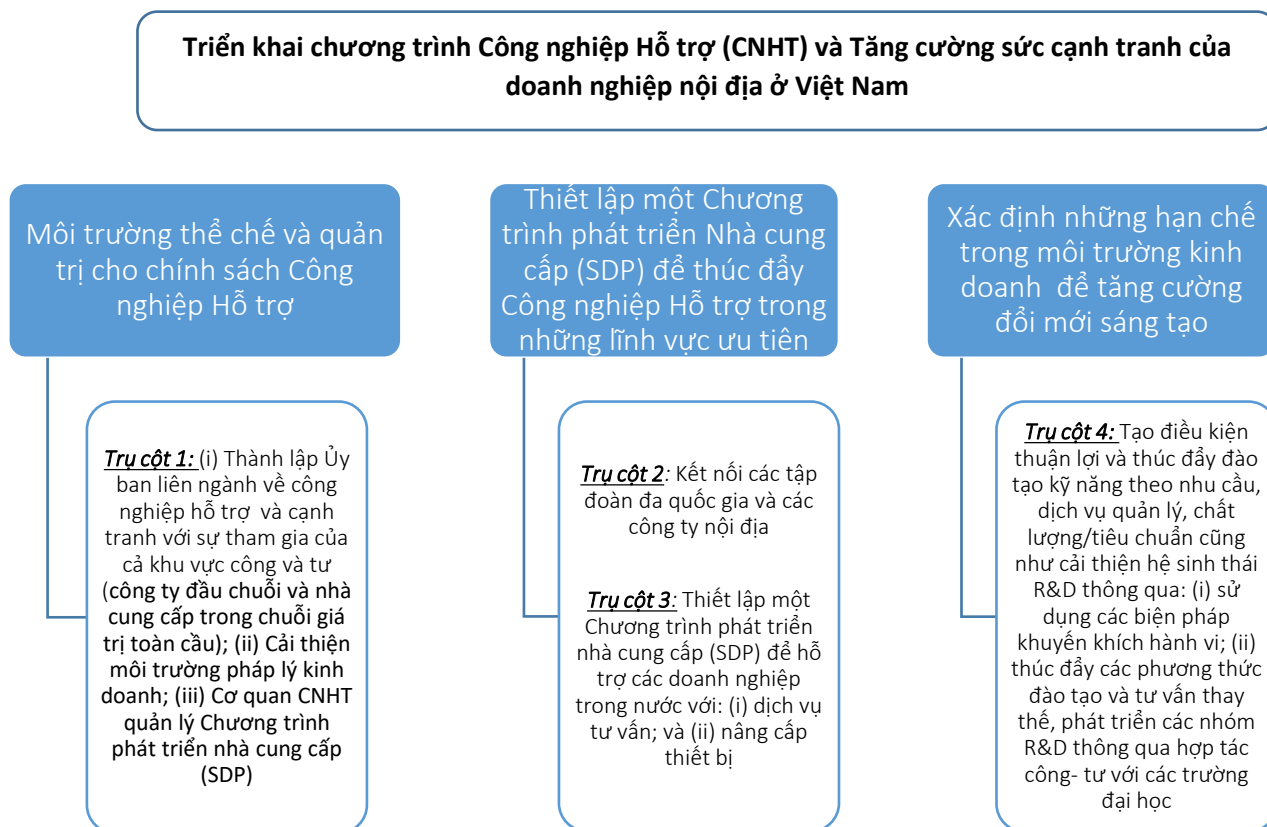 Triển khai chương trình Công nghiệp Hỗ trợ (CNHT) và Tăng cường sức cạnh tranh của
doanh nghiệp nội địa ở Việt Nam
Môi trường thể chế và quản
trị cho chính sách Công
nghiệp Hỗ trợ
Trụ cột 1: (i) Thành lập Ủy
ban liên ngành về công
nghiệp hỗ trợ và cạnh
tranh với sự tham gia của
cả khu vực công và tư
(công ty đầu chuỗi và nhà
cung cấp trong chuỗi giá
trị toàn cầu); (ii) Cải thiện
môi trường pháp lý kinh
doanh; (iii) Cơ quan CNHT
quản lý Chương trình
phát triển nhà cung cấp
(SDP)
Thiết lập một Chương
trình phát triển Nhà cung
cấp (SDP) để thúc đẩy
Công nghiệp Hỗ trợ trong
những lĩnh vực ưu tiên
Trụ cột 2: Kết nối các tập
đoàn đa quốc gia và các
công ty nội địa
Trụ cột 3: Thiết lập một
Chương trình phát triển
nhà cung cấp (SDP) để hỗ
trợ các doanh nghiệp
trong nước với: (i) dịch vụ
tư vấn; và (ii) nâng cấp
thiết bị
Xác định những hạn chế
trong môi trường kinh
doanh để tăng cường
đổi mới sáng tạo
Trụ cột 4: Tạo điều kiện
thuận lợi và thúc đẩy đào
tạo kỹ năng theo nhu cầu,
dịch vụ quản lý, chất
lượng/tiêu chuẩn cũng
như cải thiện hệ sinh thái
R&D thông qua: (i) sử
dụng các biện pháp
khuyến khích hành vi; (ii)
thúc đẩy các phương thức
đào tạo và tư vấn thay
thế, phát triển các nhóm
R&D thông qua hợp tác
công- tư với các trường
đại học